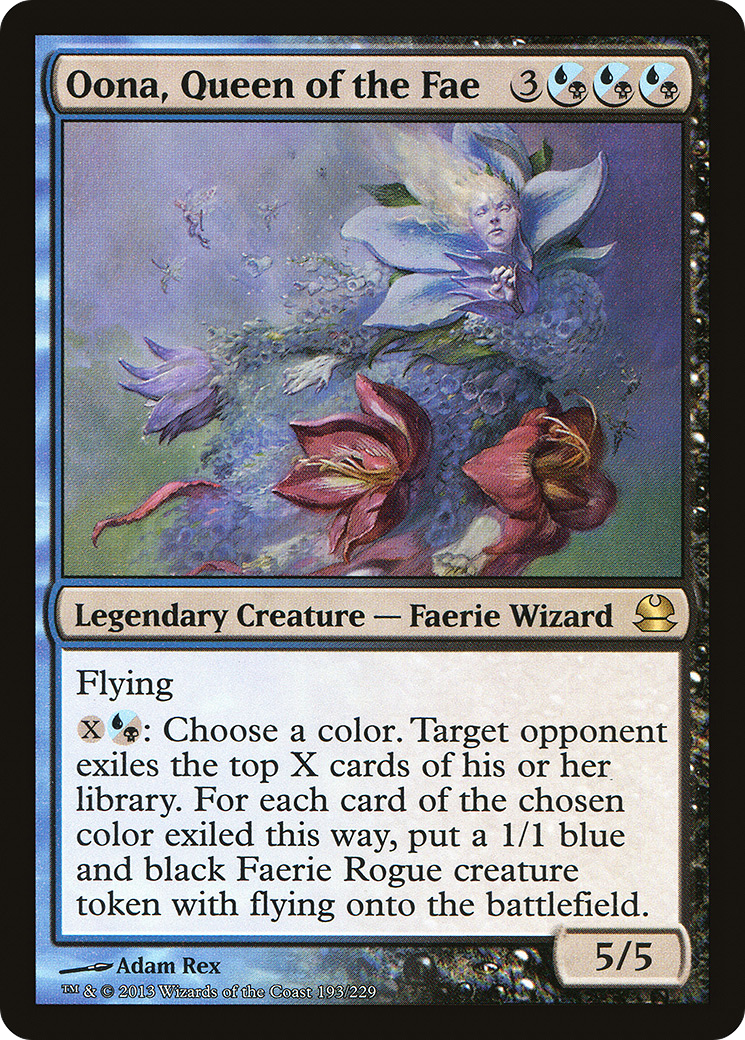 Oona, Queen of the Fae 3
Legendary Creature — Faerie Wizard
Flying
X : Choose a color. Target opponent
exiles the top X cards of his or her
library. For each card of the chosen
color exiled this way, put a 1/1 blue
and black Faerie Rogue creature
token with flying onto the battlefield.
5/5
Adam Rex
™ & © 2013 Wizards of the Coast 193/229